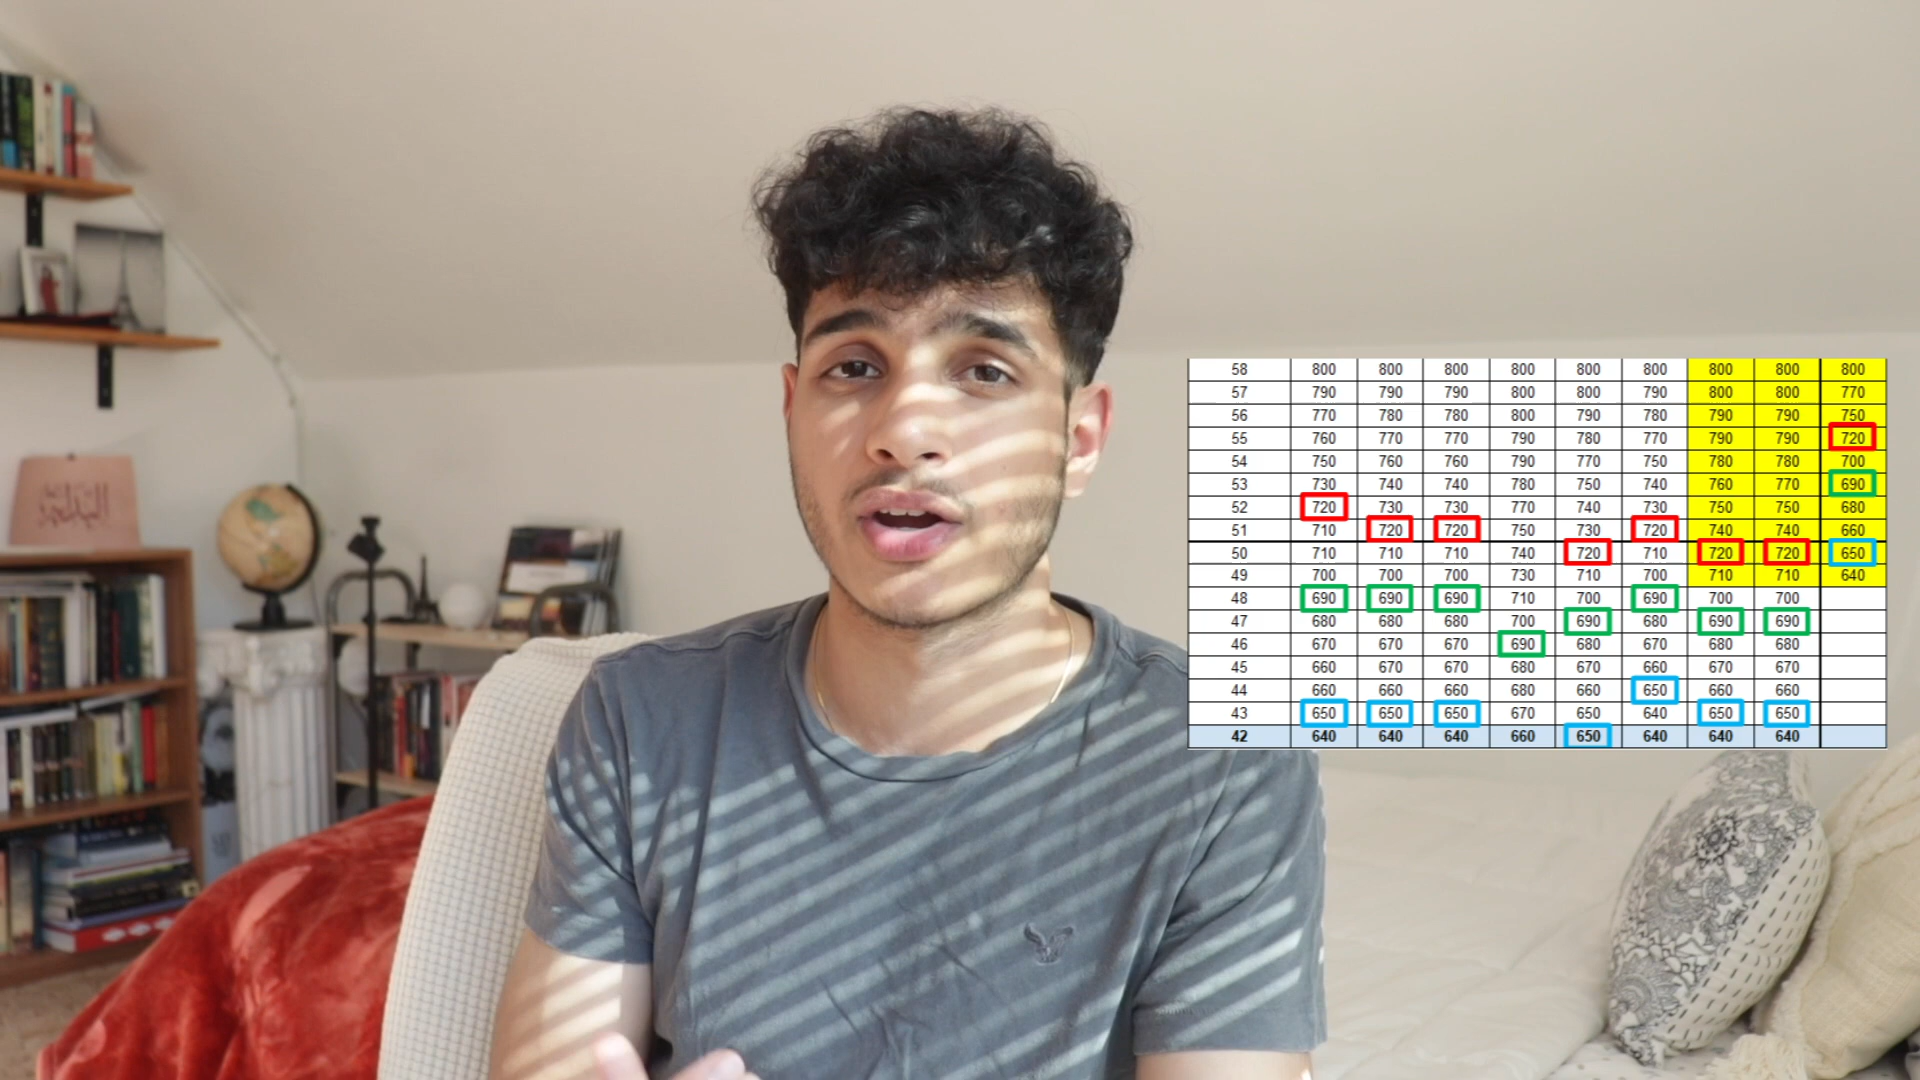 58 800 800 800 800 800 800 800 800 800
57 790 790 790 800 800 790 800 800 770
56 770 780 780 800 790 780 790 790 750
55 760 770 770 790 780 770 790 790 720
54 750 760 760 790 770 750 780 780 700
53 730 740 740 780 750 740 760 770 690
52 720 730 730 770 740 730 750 750 680
51 710 720 720 750 730 720 740 740 660
50 710 710 710 740 720 710 720 720 650
49 700 700 700 730 710 700 710 710 640
48 690 690 690 710 700 690 700 700
47 680 680 680 700 690 680 690 690
46 670 670 670 690 680 670 680 680
45 660 670 670 680 670 660 670 670
44 660 660 660 680 660 650 660 660
43 650 650 650 670 650 640 650 650
42 640 640 640 660 650 640 640 640